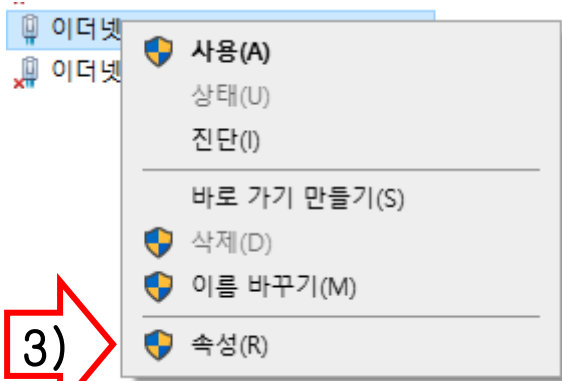 이더넷
이더넷
사용(A)
상태(U)
진단(I)
바로 가기 만들기(S)
삭제(D)
이름 바꾸기(M)
3)
속성(R)